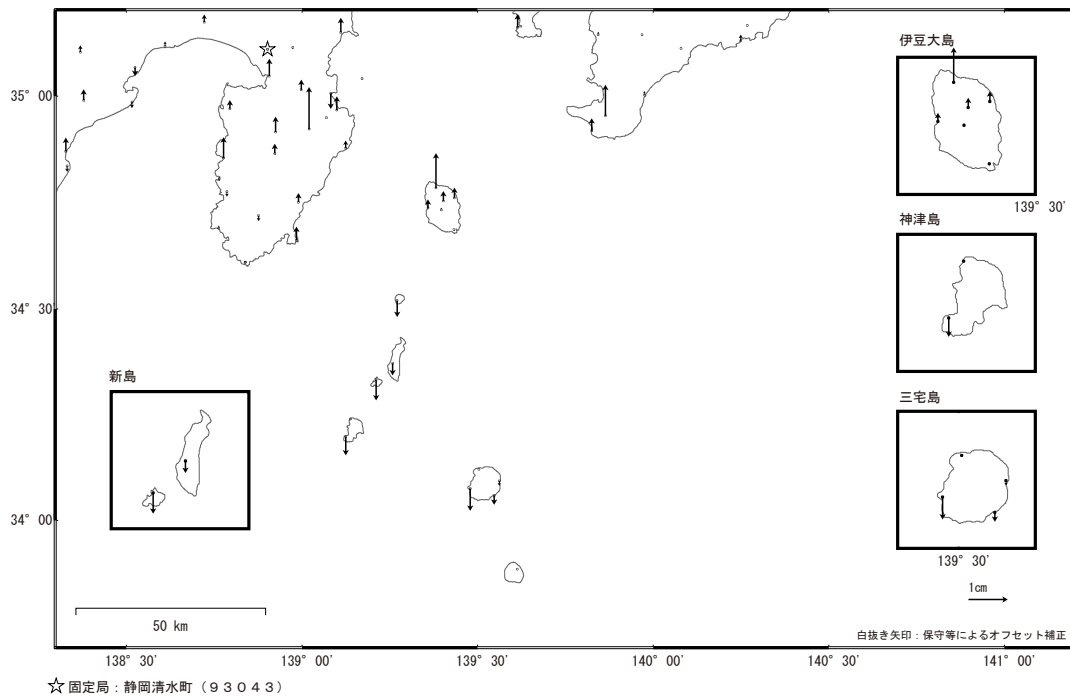 伊豆大島
35° 00'
139° 30'
神津島
34° 30'
新島
三宅島
34° 00'
139° 30'
1cm
50 km
白抜き矢印：保守等によるオフセット補正
138° 30' 139° 00' 139° 30' 140° 00' 140° 30' 141° 00'
☆ 固定局：静岡清水町（９３０４３）